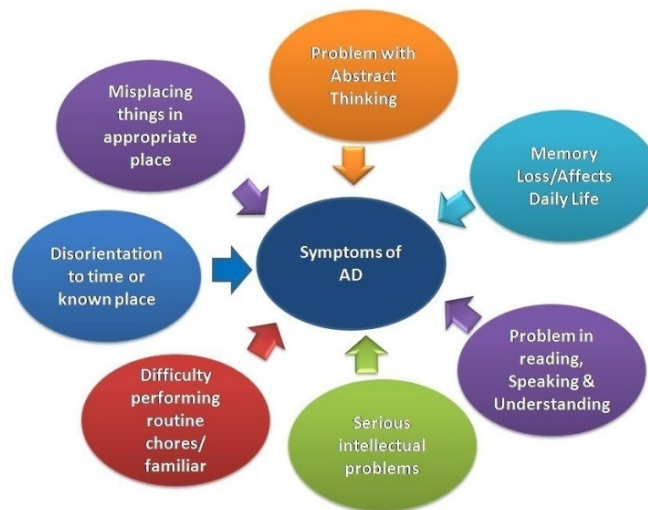 Problem with
Abstract
Thinking
Misplacing
things in
appropriate
place
Memory
Loss/Affects
Daily Life
Symptoms of
AD
Disorientation
to time or
known place
Problem in
reading,
Speaking &
Understanding
Difficulty
performing
routine
chores/
familiar
Serious
intellectual
problems